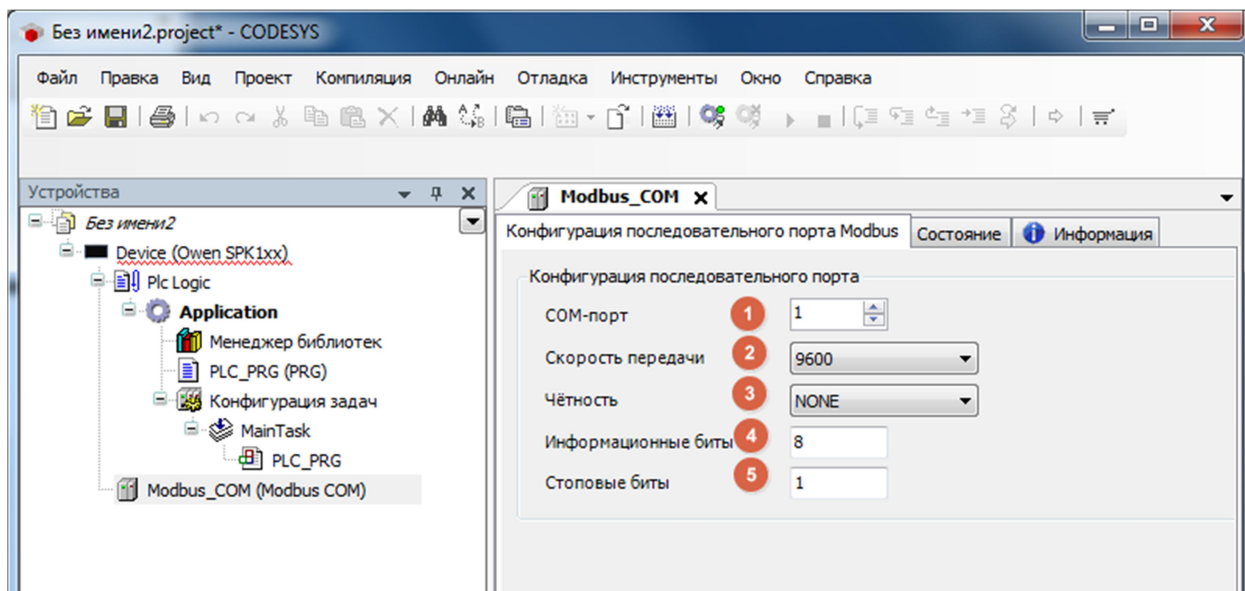 Без имени2.project* - CODESYS
Файл Правка Вид Проект Компиляция Онлайн Отладка Инструменты Окно Справка
Устройства
Без имени2
Device (Owen SPK1xx)
Plc Logic
Application
Менеджер библиотек
PLC_PRG (PRG)
Конфигурация задач
MainTask
PLC_PRG
Modbus_COM (Modbus COM)
Modbus_COM
Конфигурация последовательного порта Modbus Состояние Информация
Конфигурация последовательного порта
COM-порт 1 1
Скорость передачи 2 9600
Чётность 3 NONE
Информационные биты 4 8
Стоповые биты 5 1